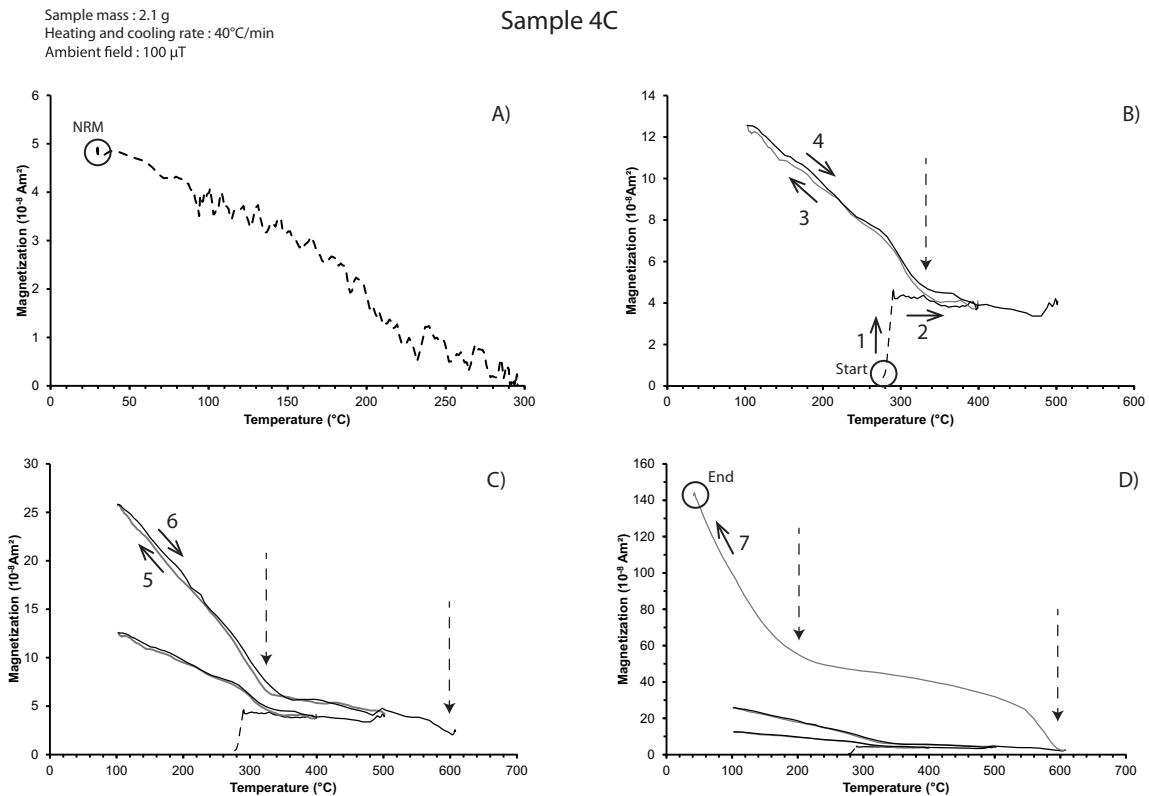 Sample mass : 2.1 g
Heating and cooling rate : 40°C/min
Ambient field : 100 µT
Sample 4C
A)
NRM
Magnetization (10⁻⁸ Am²)
6
5
4
3
2
1
0
0 50 100 150 200 250 300
Temperature (°C)
B)
4
3
1
2
Start
Magnetization (10⁻⁸Am²)
14
12
10
8
6
4
2
0
0 100 200 300 400 500 600
Temperature (°C)
C)
6
5
Magnetization (10⁻⁸Am²)
30
25
20
15
10
5
0
0 100 200 300 400 500 600 700
Temperature (°C)
D)
End
7
Magnetization (10⁻⁸ Am²)
160
140
120
100
80
60
40
20
0
0 100 200 300 400 500 600 700
Temperature (°C)